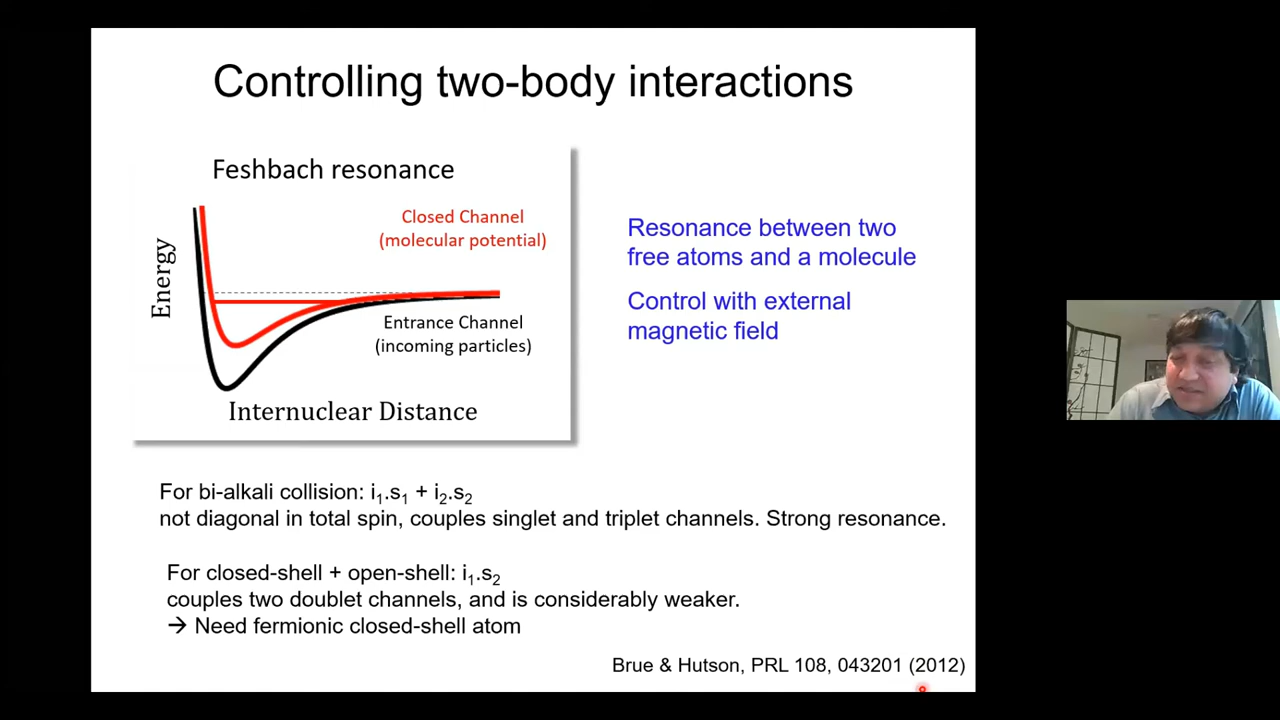 Controlling two-body interactions
Feshbach resonance
Closed Channel
(molecular potential)
Energy
Entrance Channel
(incoming particles)
Internuclear Distance
Resonance between two
free atoms and a molecule
Control with external
magnetic field
For bi-alkali collision: i₁.s₁ + i₂.s₂
not diagonal in total spin, couples singlet and triplet channels. Strong resonance.
For closed-shell + open-shell: i₁.s₂
couples two doublet channels, and is considerably weaker.
→ Need fermionic closed-shell atom
Brue & Hutson, PRL 108, 043201 (2012)
8